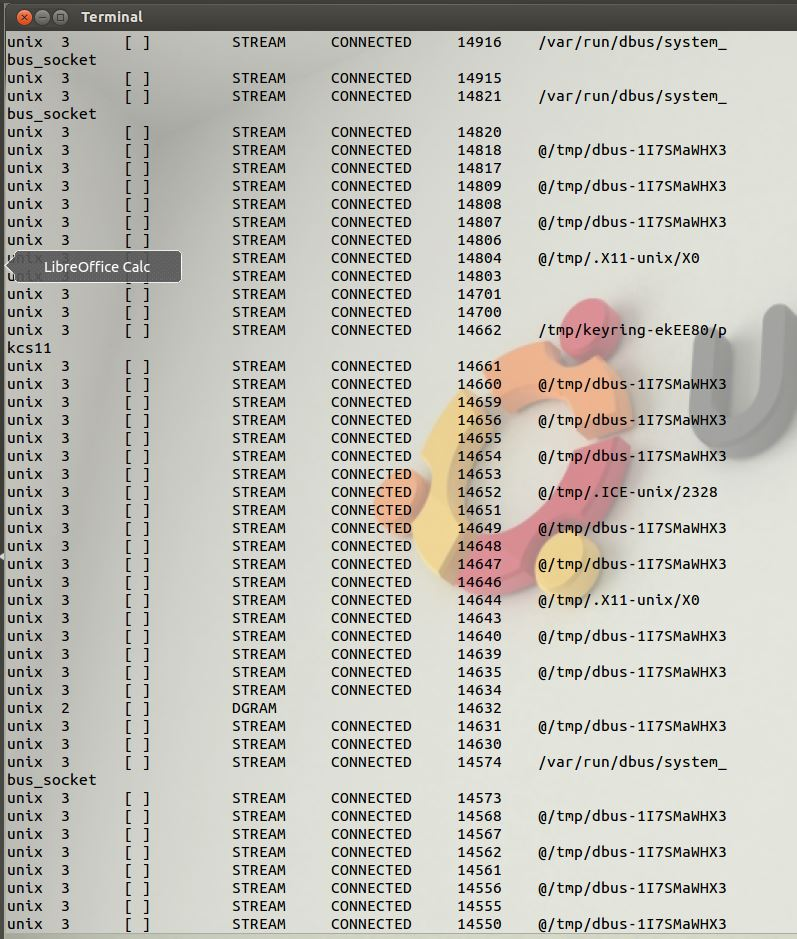 Terminal
unix 3 [ ] STREAM CONNECTED 14916 /var/run/dbus/system_
bus_socket
unix 3 [ ] STREAM CONNECTED 14915
unix 3 [ ] STREAM CONNECTED 14821 /var/run/dbus/system_
bus_socket
unix 3 [ ] STREAM CONNECTED 14820
unix 3 [ ] STREAM CONNECTED 14818 @/tmp/dbus-1I7SMaWHX3
unix 3 [ ] STREAM CONNECTED 14817
unix 3 [ ] STREAM CONNECTED 14809 @/tmp/dbus-1I7SMaWHX3
unix 3 [ ] STREAM CONNECTED 14808
unix 3 [ ] STREAM CONNECTED 14807 @/tmp/dbus-1I7SMaWHX3
unix 3 [ ] STREAM CONNECTED 14806
STREAM CONNECTED 14804 @/tmp/.X11-unix/X0
LibreOffice Calc
unix 3 [ ] STREAM CONNECTED 14803
unix 3 [ ] STREAM CONNECTED 14701
unix 3 [ ] STREAM CONNECTED 14700
unix 3 [ ] STREAM CONNECTED 14662 /tmp/keyring-ekEE80/p
kcs11
unix 3 [ ] STREAM CONNECTED 14661
unix 3 [ ] STREAM CONNECTED 14660 @/tmp/dbus-1I7SMaWHX3
unix 3 [ ] STREAM CONNECTED 14659
unix 3 [ ] STREAM CONNECTED 14656 @/tmp/dbus-1I7SMaWHX3
unix 3 [ ] STREAM CONNECTED 14655
unix 3 [ ] STREAM CONNECTED 14654 @/tmp/dbus-1I7SMaWHX3
unix 3 [ ] STREAM CONNECTED 14653
unix 3 [ ] STREAM CONNECTED 14652 @/tmp/.ICE-unix/2328
unix 3 [ ] STREAM CONNECTED 14651
unix 3 [ ] STREAM CONNECTED 14649 @/tmp/dbus-1I7SMaWHX3
unix 3 [ ] STREAM CONNECTED 14648
unix 3 [ ] STREAM CONNECTED 14647 @/tmp/dbus-1I7SMaWHX3
unix 3 [ ] STREAM CONNECTED 14646
unix 3 [ ] STREAM CONNECTED 14644 @/tmp/.X11-unix/X0
unix 3 [ ] STREAM CONNECTED 14643
unix 3 [ ] STREAM CONNECTED 14640 @/tmp/dbus-1I7SMaWHX3
unix 3 [ ] STREAM CONNECTED 14639
unix 3 [ ] STREAM CONNECTED 14635 @/tmp/dbus-1I7SMaWHX3
unix 3 [ ] STREAM CONNECTED 14634
unix 2 [ ] DGRAM 14632
unix 3 [ ] STREAM CONNECTED 14631 @/tmp/dbus-1I7SMaWHX3
unix 3 [ ] STREAM CONNECTED 14630
unix 3 [ ] STREAM CONNECTED 14574 /var/run/dbus/system_
bus_socket
unix 3 [ ] STREAM CONNECTED 14573
unix 3 [ ] STREAM CONNECTED 14568 @/tmp/dbus-1I7SMaWHX3
unix 3 [ ] STREAM CONNECTED 14567
unix 3 [ ] STREAM CONNECTED 14562 @/tmp/dbus-1I7SMaWHX3
unix 3 [ ] STREAM CONNECTED 14561
unix 3 [ ] STREAM CONNECTED 14556 @/tmp/dbus-1I7SMaWHX3
unix 3 [ ] STREAM CONNECTED 14555
unix 3 [ ] STREAM CONNECTED 14550 @/tmp/dbus-1I7SMaWHX3